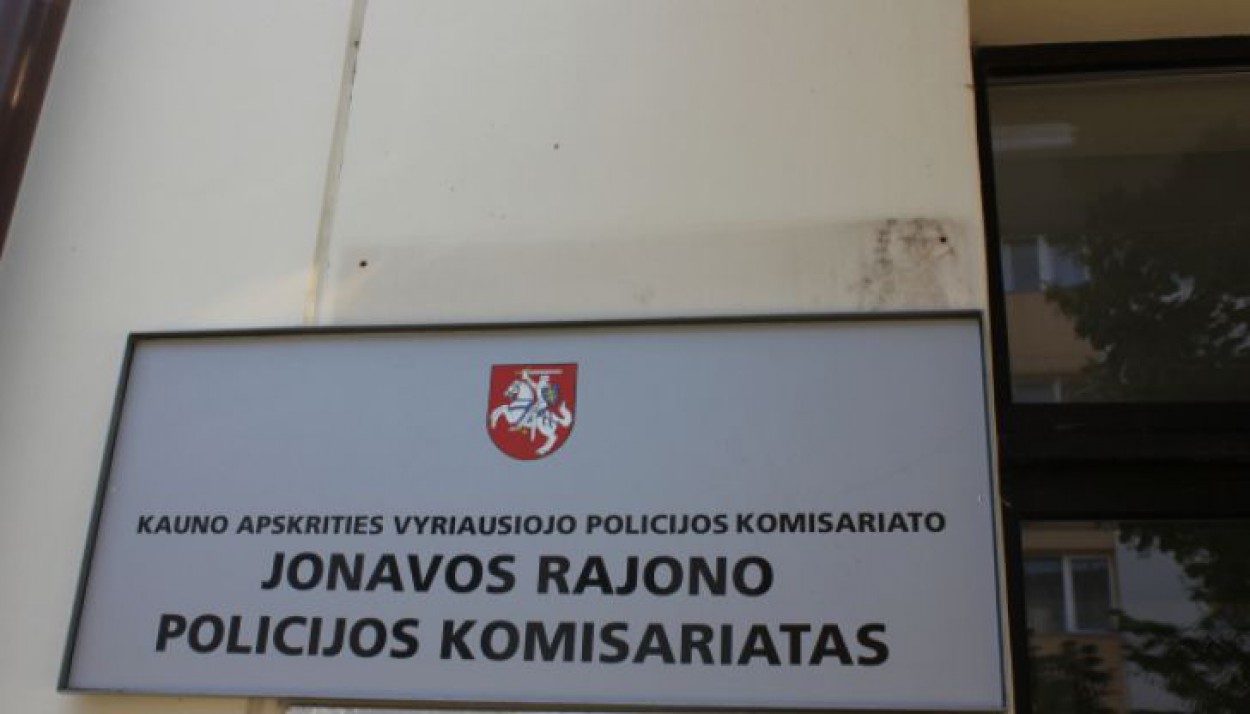 KAUNO APSKRITIES VYRIAUSIOJO POLICIJOS KOMISARIATO
JONAVOS RAJONO
POLICIJOS KOMISARIATAS